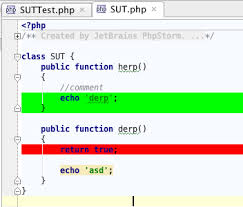 SUTTest.php × SUT.php ×
<?php
/** Created by JetBrains PhpStorm. ...*/
class SUT {
public function herp()
{
//comment
echo 'derp';
}
public function derp()
{
return true;
echo 'asd';
}
}